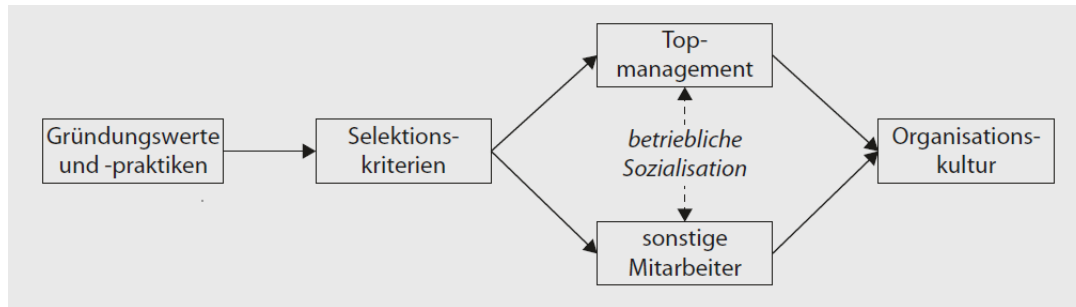 Gründungswerte
und -praktiken
Selektions-
kriterien
Top-
management
betriebliche
Sozialisation
sonstige
Mitarbeiter
Organisations-
kultur